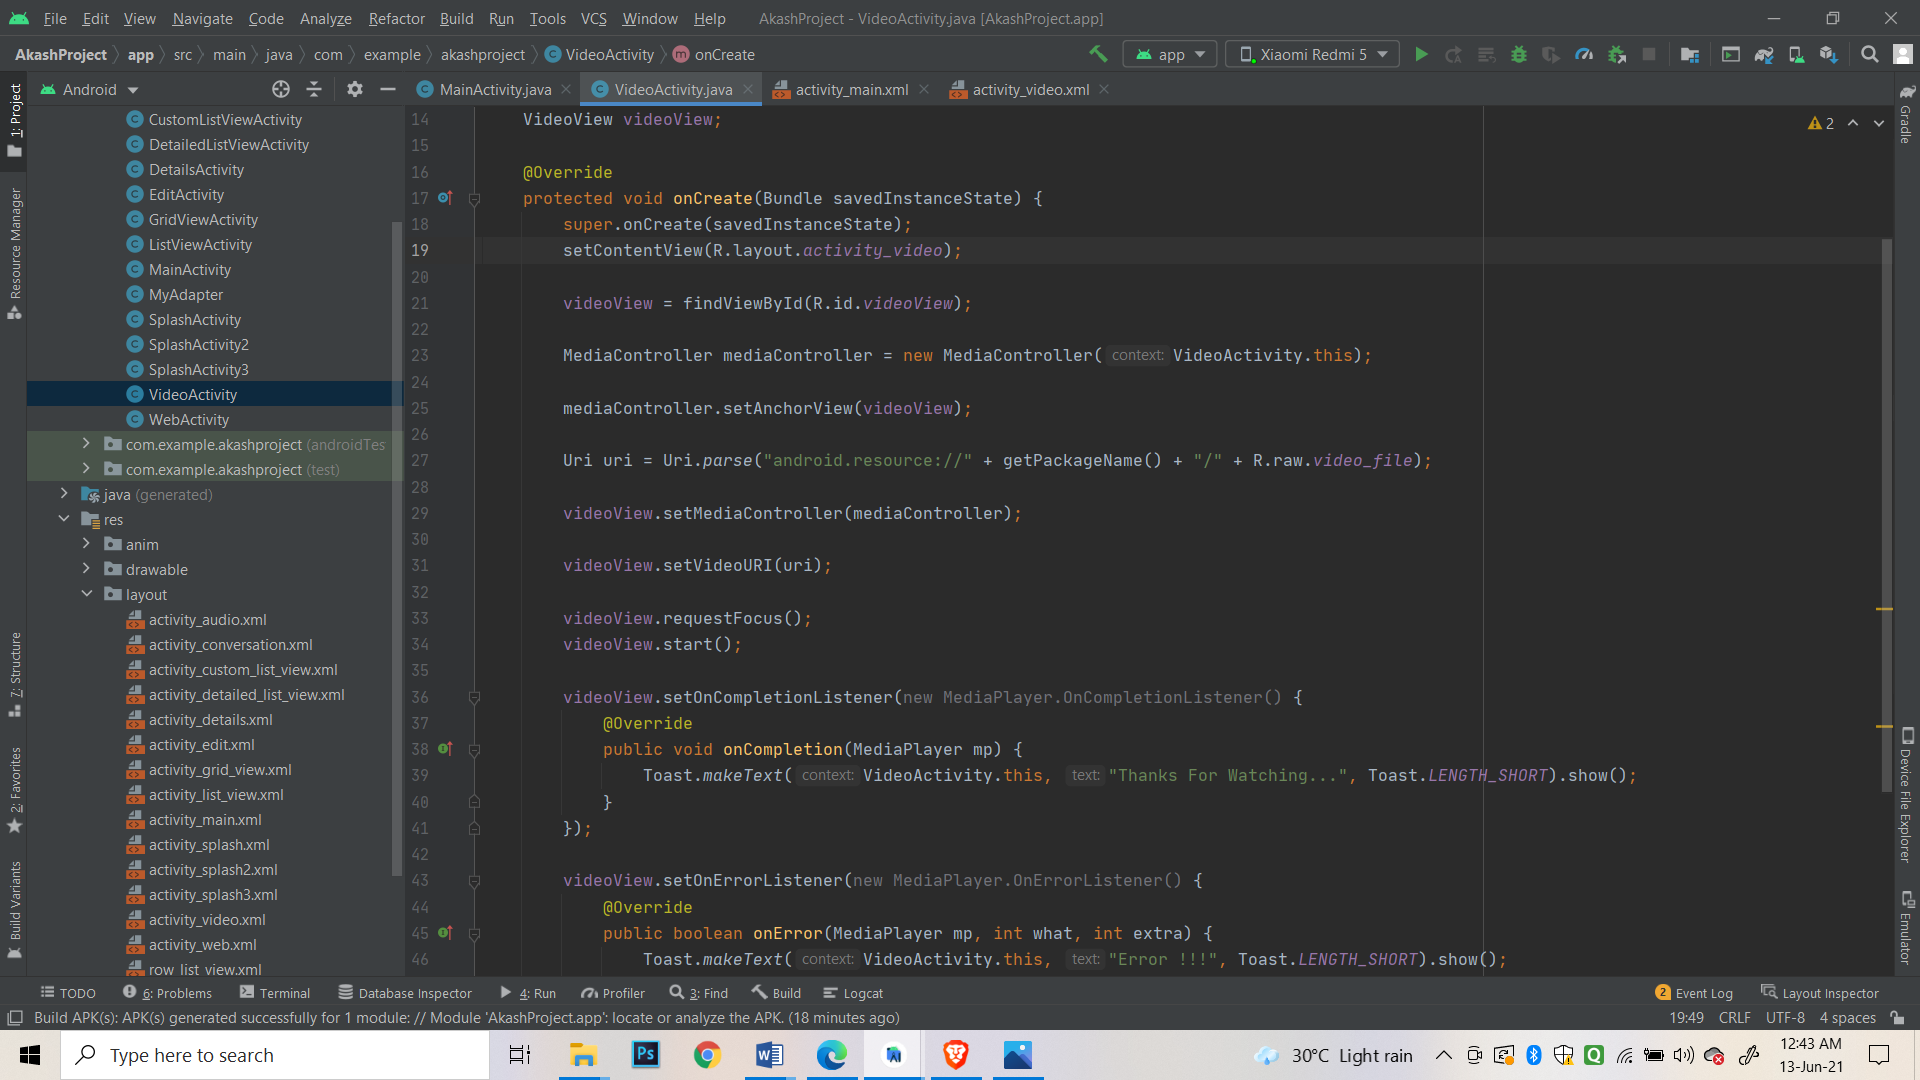 File Edit View Navigate Code Analyze Refactor Build Run Tools VCS Window Help AkashProject - VideoActivity.java [AkashProject.app]
AkashProject app src main java com example akashproject VideoActivity onCreate app Xiaomi Redmi 5
Android MainActivity.java VideoActivity.java activity_main.xml activity_video.xml
1: Project
Resource Manager
7: Structure
2: Favorites
Build Variants
CustomListViewActivity
DetailedListViewActivity
DetailsActivity
EditActivity
GridViewActivity
ListViewActivity
MainActivity
MyAdapter
SplashActivity
SplashActivity2
SplashActivity3
VideoActivity
WebActivity
com.example.akashproject (androidTes
com.example.akashproject (test)
java (generated)
res
anim
drawable
layout
activity_audio.xml
activity_conversation.xml
activity_custom_list_view.xml
activity_detailed_list_view.xml
activity_details.xml
activity_edit.xml
activity_grid_view.xml
activity_list_view.xml
activity_main.xml
activity_splash.xml
activity_splash2.xml
activity_splash3.xml
activity_video.xml
activity_web.xml
row_list_view.xml
14 VideoView videoView;
15
16 @Override
17 protected void onCreate(Bundle savedInstanceState) {
18 super.onCreate(savedInstanceState);
19 setContentView(R.layout.activity_video);
20
21 videoView = findViewById(R.id.videoView);
22
23 MediaController mediaController = new MediaController( context: VideoActivity.this);
24
25 mediaController.setAnchorView(videoView);
26
27 Uri uri = Uri.parse("android.resource://" + getPackageName() + "/" + R.raw.video_file);
28
29 videoView.setMediaController(mediaController);
30
31 videoView.setVideoURI(uri);
32
33 videoView.requestFocus();
34 videoView.start();
35
36 videoView.setOnCompletionListener(new MediaPlayer.OnCompletionListener() {
37 @Override
38 public void onCompletion(MediaPlayer mp) {
39 Toast.makeText( context: VideoActivity.this, text: "Thanks For Watching...", Toast.LENGTH_SHORT).show();
40 }
41 });
42
43 videoView.setOnErrorListener(new MediaPlayer.OnErrorListener() {
44 @Override
45 public boolean onError(MediaPlayer mp, int what, int extra) {
46 Toast.makeText( context: VideoActivity.this, text: "Error !!!", Toast.LENGTH_SHORT).show();
2
Gradle
Device File Explorer
Emulator
TODO 6: Problems Terminal Database Inspector 4: Run Profiler 3: Find Build Logcat 2 Event Log Layout Inspector
Build APK(s): APK(s) generated successfully for 1 module: // Module 'AkashProject.app': locate or analyze the APK. (18 minutes ago) 19:49 CRLF UTF-8 4 spaces
Type here to search 30°C Light rain 12:43 AM
13-Jun-21